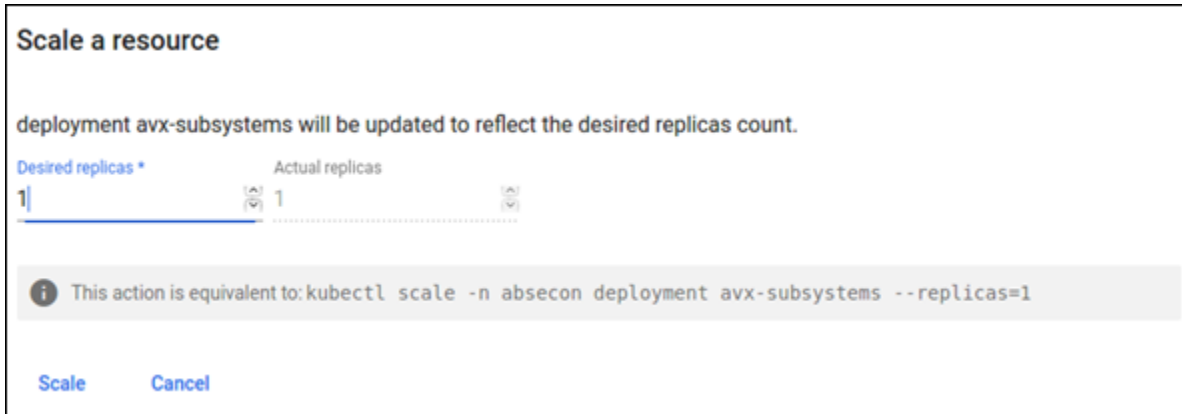 Scale a resource
deployment avx-subsystems will be updated to reflect the desired replicas count.
Desired replicas * Actual replicas
1 1
This action is equivalent to: kubectl scale -n absecon deployment avx-subsystems --replicas=1
Scale Cancel